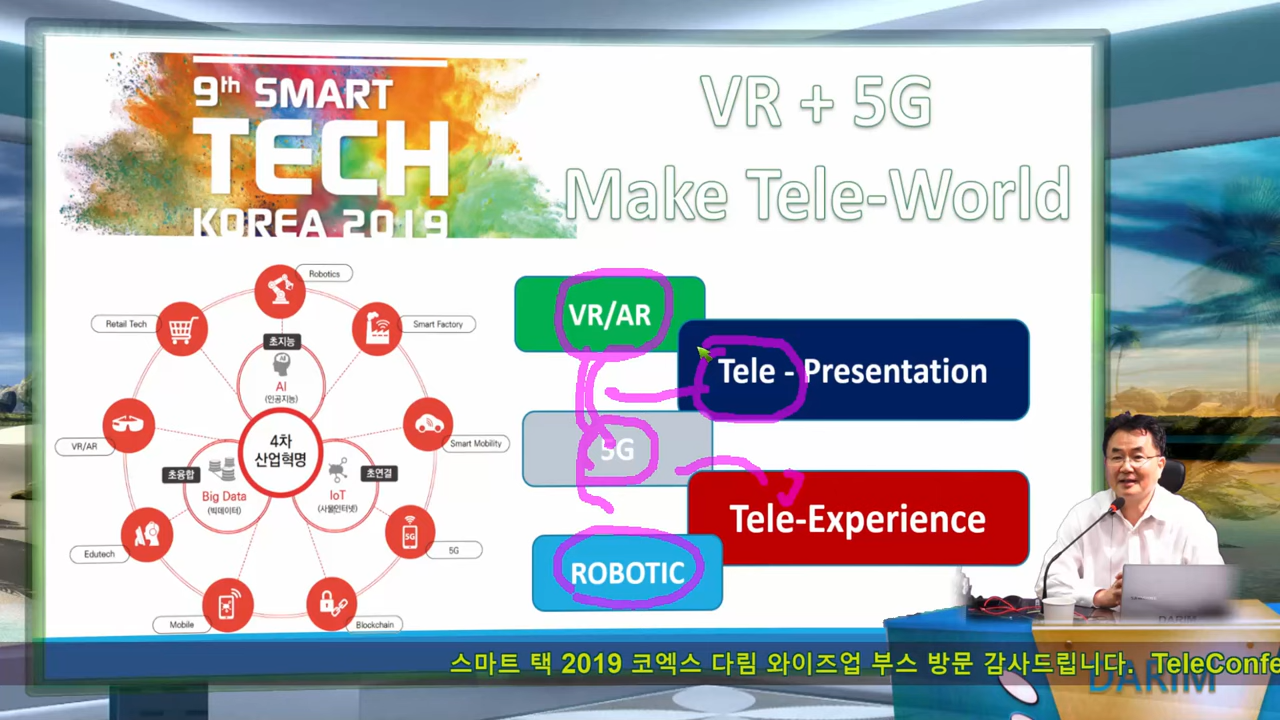 9th SMART
TECH
KOREA 2019
VR + 5G
Make Tele-World
Robotics
Retail Tech
Smart Factory
초지능
AI
(인공지능)
VR/AR
4차
산업혁명
Smart Mobility
초융합
초연결
Big Data
(빅데이터)
IoT
(사물인터넷)
Edutech
5G
5G
Mobile
Blockchain
VR/AR
Tele - Presentation
5G
Tele-Experience
ROBOTIC
DARIM
스마트 택 2019 코엑스 다림 와이즈업 부스 방문 감사드립니다. TeleConfe
DARIM